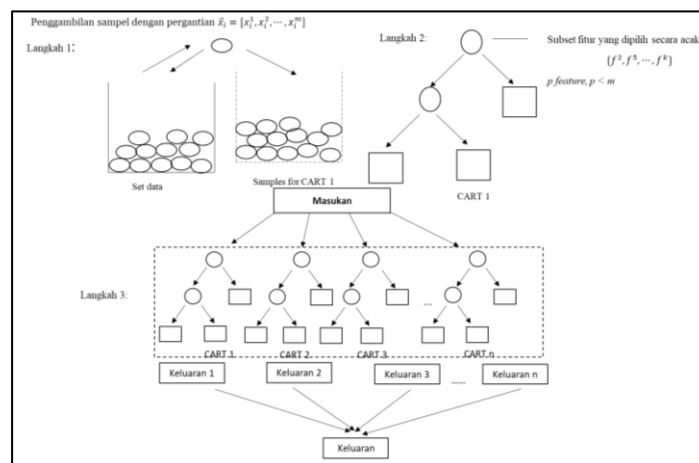 Penggambilan sampel dengan pergantian x̃ᵢ = [xᵢ¹, xᵢ², ⋯, xᵢᵐ]
Langkah 1:
Set data
Samples for CART 1
Langkah 2:
Subset fitur yang dipilih secara acak
{f², f⁵, ⋯, fᵏ}
p feature, p < m
CART 1
Masukan
Langkah 3:
...
CART 1 CART 2 CART 3 CART n
Keluaran 1 Keluaran 2 Keluaran 3 ...... Keluaran n
Keluaran